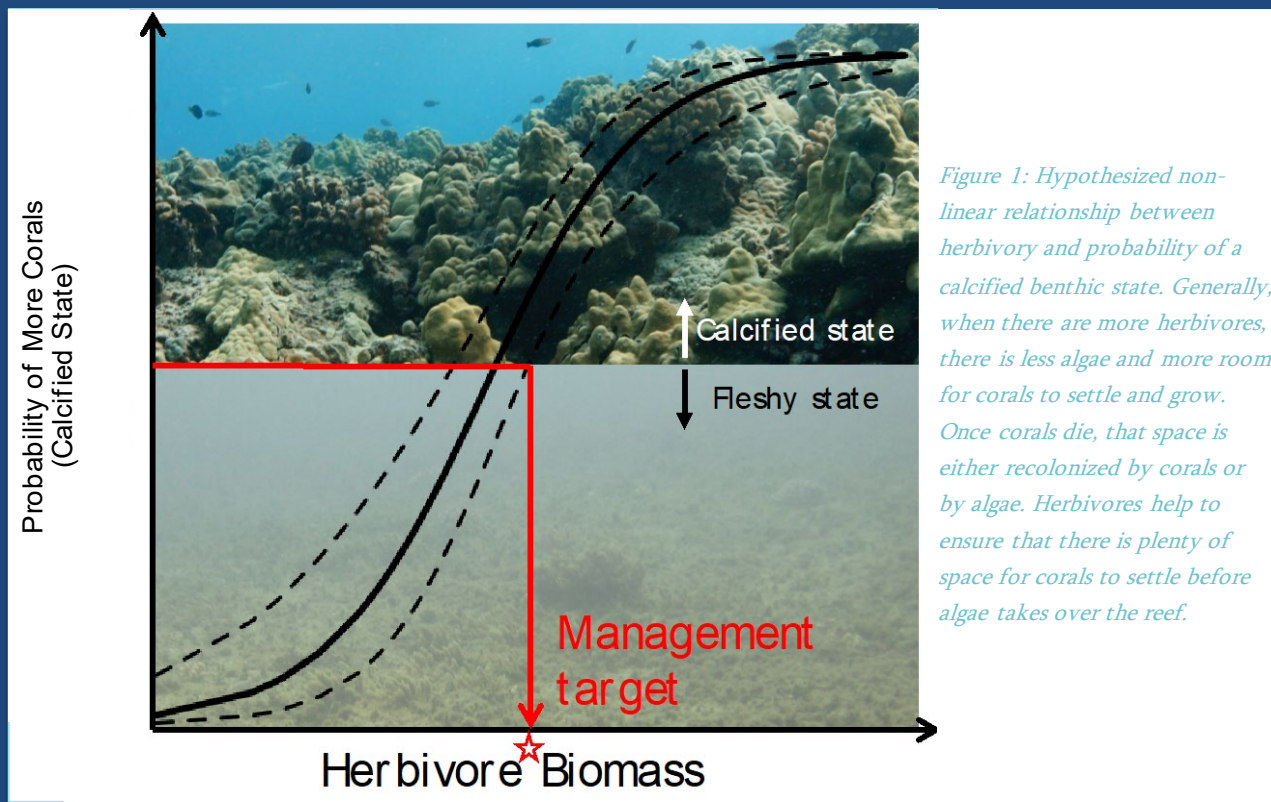 Probability of More Corals
(Calcified State)
Calcified state
Fleshy state
Management
target
Herbivore Biomass
Figure 1: Hypothesized non-
linear relationship between
herbivory and probability of a
calcified benthic state. Generally,
when there are more herbivores,
there is less algae and more room
for corals to settle and grow.
Once corals die, that space is
either recolonized by corals or
by algae. Herbivores help to
ensure that there is plenty of
space for corals to settle before
algae takes over the reef.